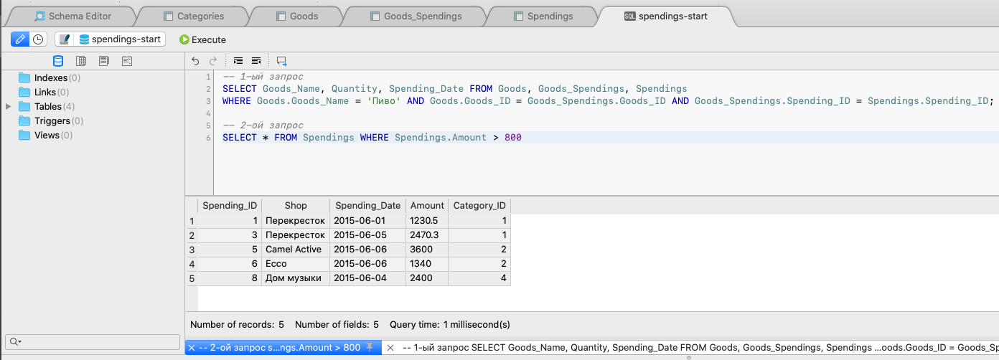 Schema Editor Categories Goods Goods_Spendings Spendings SQL spendings-start
spendings-start Execute
Indexes(0)
Links(0)
Tables(4)
Triggers(0)
Views(0)
1 -- 1-ый запрос
2 SELECT Goods_Name, Quantity, Spending_Date FROM Goods, Goods_Spendings, Spendings
3 WHERE Goods.Goods_Name = 'Пиво' AND Goods.Goods_ID = Goods_Spendings.Goods_ID AND Goods_Spendings.Spending_ID = Spendings.Spending_ID;
4
5 -- 2-ой запрос
6 SELECT * FROM Spendings WHERE Spendings.Amount > 800
Spending_ID Shop Spending_Date Amount Category_ID
1 1 Перекресток 2015-06-01 1230.5 1
2 3 Перекресток 2015-06-05 2470.3 1
3 5 Camel Active 2015-06-06 3600 2
4 6 Ecco 2015-06-06 1340 2
5 8 Дом музыки 2015-06-04 2400 4
Number of records: 5 Number of fields: 5 Query time: 1 millisecond(s)
-- 2-ой запрос s...ngs.Amount > 800 -- 1-ый запрос SELECT Goods_Name, Quantity, Spending_Date FROM Goods, Goods_Spendings, Spendings ...oods.Goods_ID = Goods_Sp